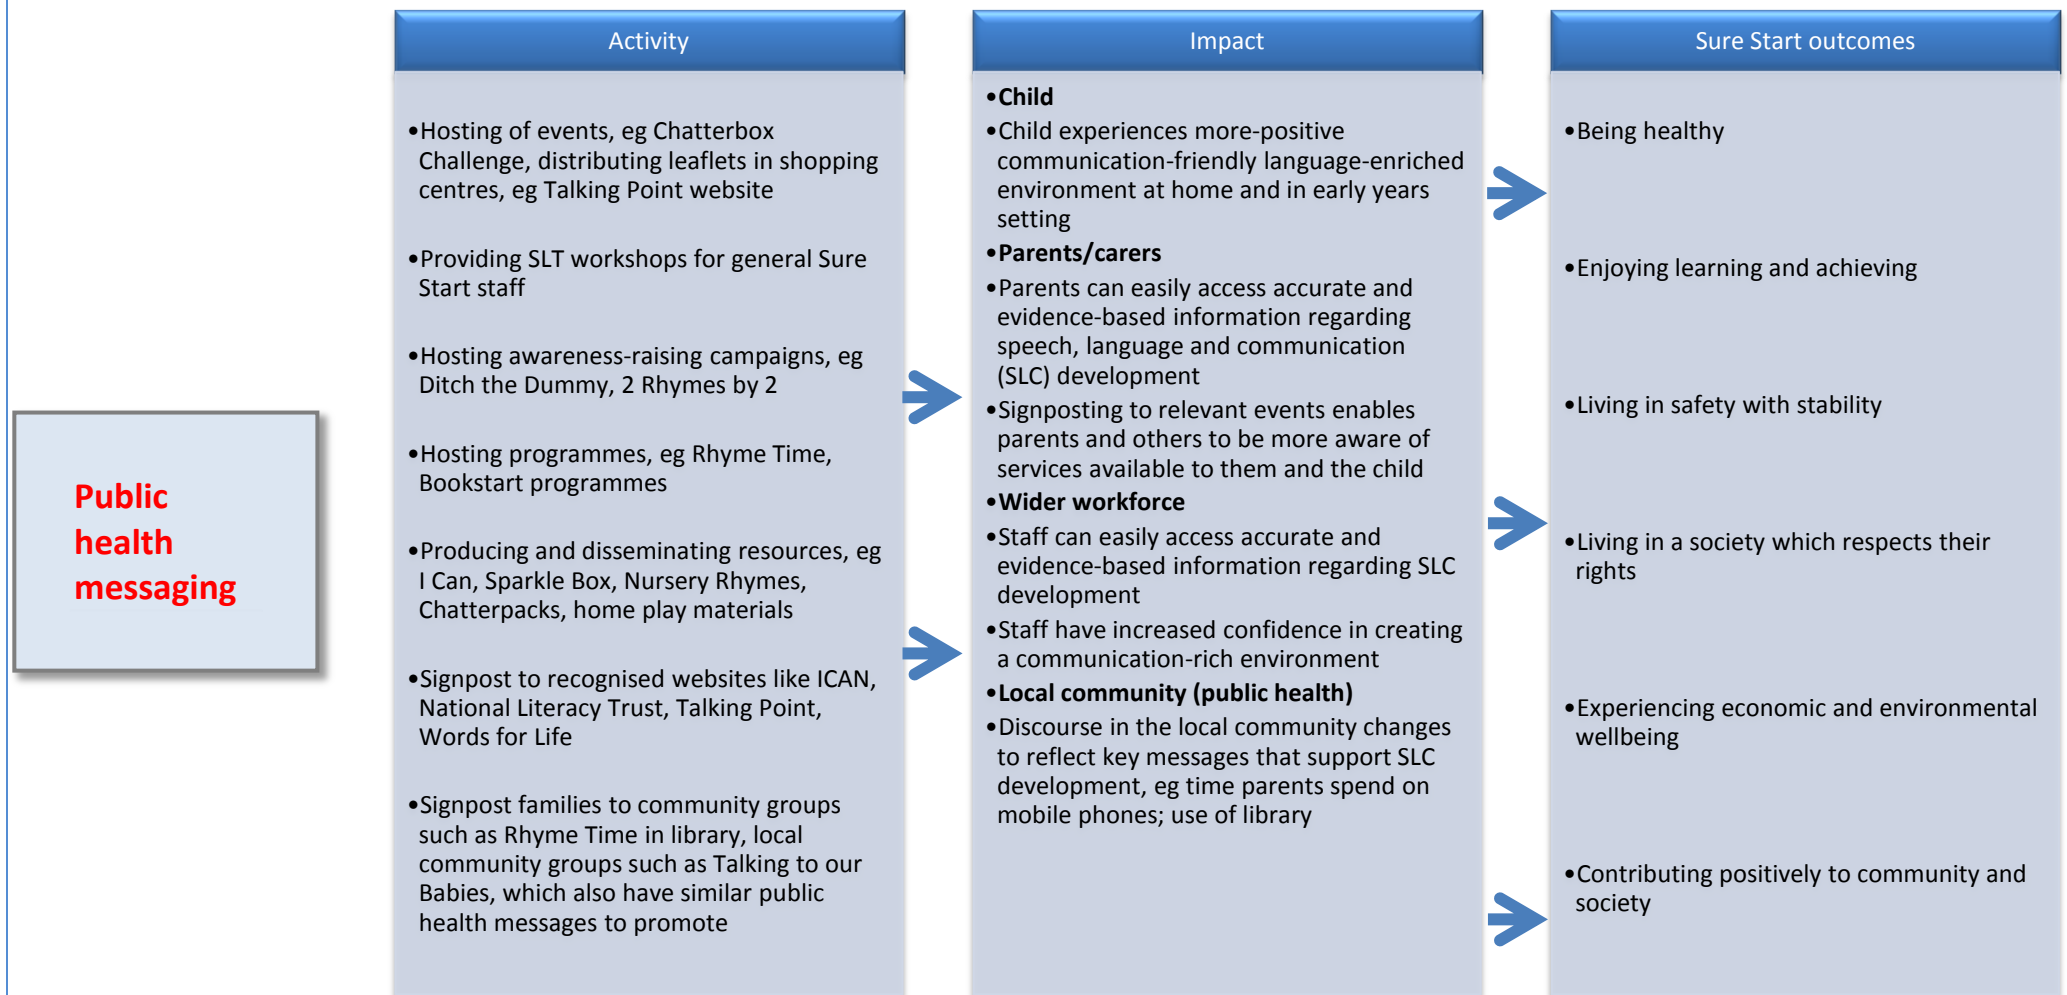 Public
health
messaging
Activity
•Hosting of events, eg Chatterbox
Challenge, distributing leaflets in shopping
centres, eg Talking Point website
•Providing SLT workshops for general Sure
Start staff
•Hosting awareness-raising campaigns, eg
Ditch the Dummy, 2 Rhymes by 2
•Hosting programmes, eg Rhyme Time,
Bookstart programmes
•Producing and disseminating resources, eg
I Can, Sparkle Box, Nursery Rhymes,
Chatterpacks, home play materials
•Signpost to recognised websites like ICAN,
National Literacy Trust, Talking Point,
Words for Life
•Signpost families to community groups
such as Rhyme Time in library, local
community groups such as Talking to our
Babies, which also have similar public
health messages to promote
Impact
•Child
•Child experiences more-positive
communication-friendly language-enriched
environment at home and in early years
setting
•Parents/carers
•Parents can easily access accurate and
evidence-based information regarding
speech, language and communication
(SLC) development
•Signposting to relevant events enables
parents and others to be more aware of
services available to them and the child
•Wider workforce
•Staff can easily access accurate and
evidence-based information regarding SLC
development
•Staff have increased confidence in creating
a communication-rich environment
•Local community (public health)
•Discourse in the local community changes
to reflect key messages that support SLC
development, eg time parents spend on
mobile phones; use of library
Sure Start outcomes
•Being healthy
•Enjoying learning and achieving
•Living in safety with stability
•Living in a society which respects their
rights
•Experiencing economic and environmental
wellbeing
•Contributing positively to community and
society